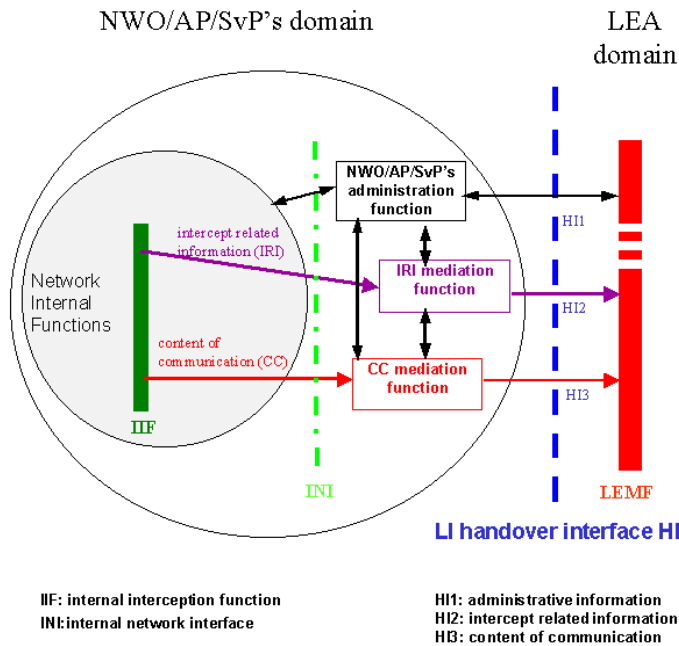 NWO/AP/SvP's domain
LEA
domain
NWO/AP/SvP's
administration
function
intercept related
information (IRI)
HI1
IRI mediation
function
Network
Internal
Functions
HI2
content of
communication (CC)
CC mediation
function
HI3
IIF
INI
LEMF
LI handover interface HI
IIF: internal interception function
INI:internal network interface
HI1: administrative information
HI2: intercept related information
HI3: content of communication